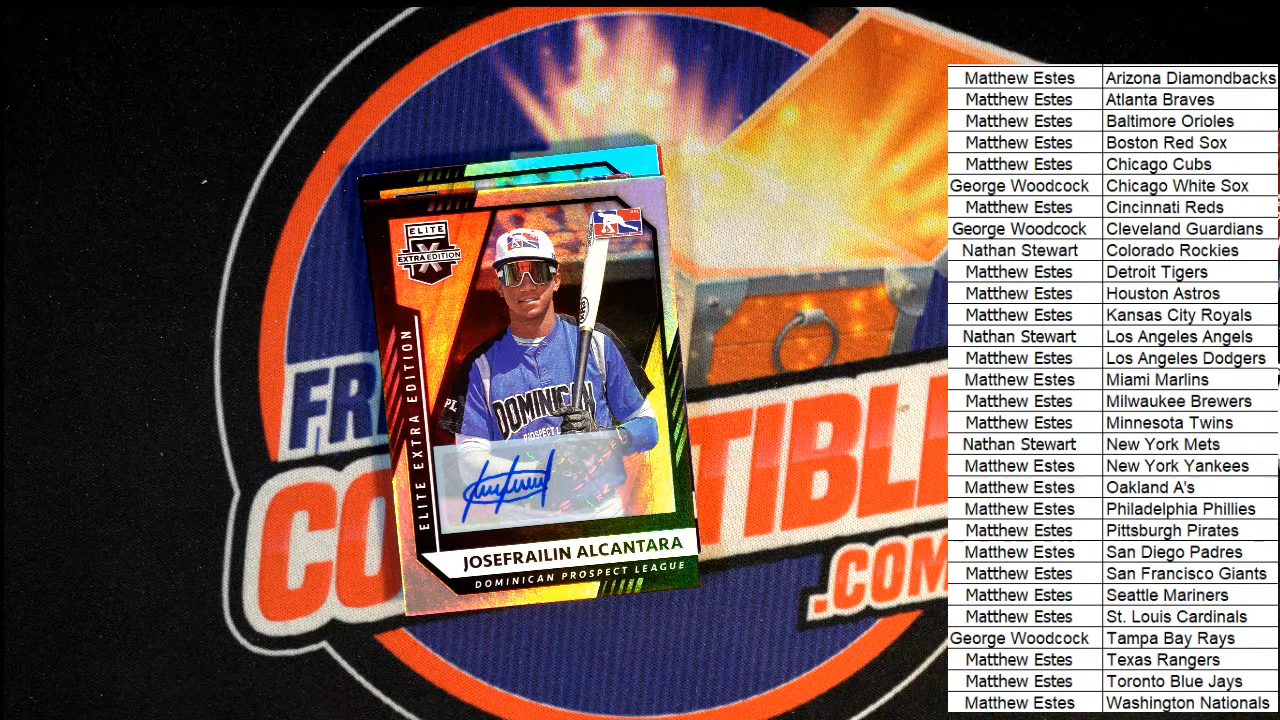 ELITE
X
EXTRA EDITION
DPL
ELITE EXTRA EDITION
PL
DOMINICAN
PROSPECT L
JOSEFRAILIN ALCANTARA
DOMINICAN PROSPECT LEAGUE
FR
CO
TIBL
.COM
Matthew Estes Arizona Diamondbacks
Matthew Estes Atlanta Braves
Matthew Estes Baltimore Orioles
Matthew Estes Boston Red Sox
Matthew Estes Chicago Cubs
George Woodcock Chicago White Sox
Matthew Estes Cincinnati Reds
George Woodcock Cleveland Guardians
Nathan Stewart Colorado Rockies
Matthew Estes Detroit Tigers
Matthew Estes Houston Astros
Matthew Estes Kansas City Royals
Nathan Stewart Los Angeles Angels
Matthew Estes Los Angeles Dodgers
Matthew Estes Miami Marlins
Matthew Estes Milwaukee Brewers
Matthew Estes Minnesota Twins
Nathan Stewart New York Mets
Matthew Estes New York Yankees
Matthew Estes Oakland A's
Matthew Estes Philadelphia Phillies
Matthew Estes Pittsburgh Pirates
Matthew Estes San Diego Padres
Matthew Estes San Francisco Giants
Matthew Estes Seattle Mariners
Matthew Estes St. Louis Cardinals
George Woodcock Tampa Bay Rays
Matthew Estes Texas Rangers
Matthew Estes Toronto Blue Jays
Matthew Estes Washington Nationals